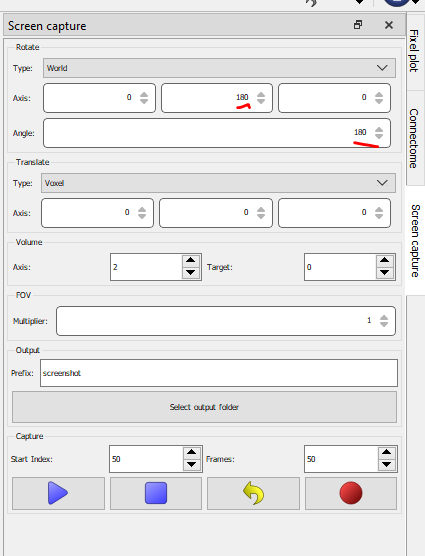 Screen capture
Rotate
Type: World
Axis: 0 180 0
Angle: 180
Translate
Type: Voxel
Axis: 0 0 0
Volume
Axis: 2 Target: 0
FOV
Multiplier: 1
Output
Prefix: screenshot
Select output folder
Capture
Start Index: 50 Frames: 50
Fixel plot
Connectome
Screen capture